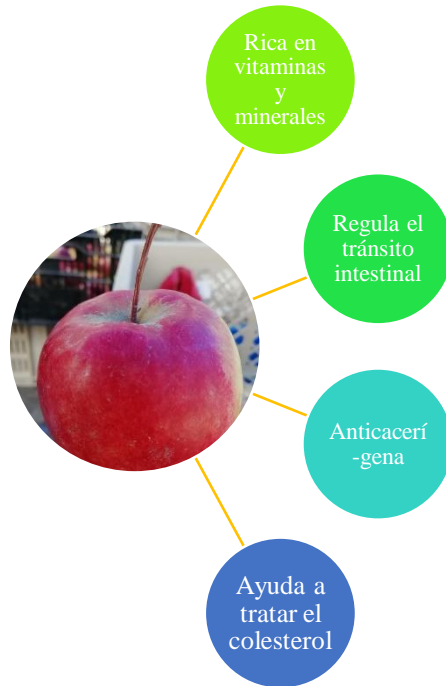 Rica en
vitaminas
y
minerales
Regula el
tránsito
intestinal
Anticacerí
-gena
Ayuda a
tratar el
colesterol